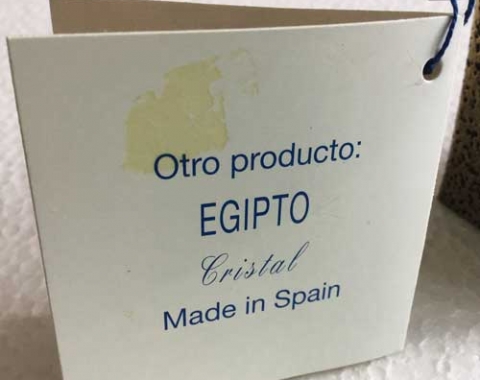 Otro producto:
EGIPTO
Cristal
Made in Spain